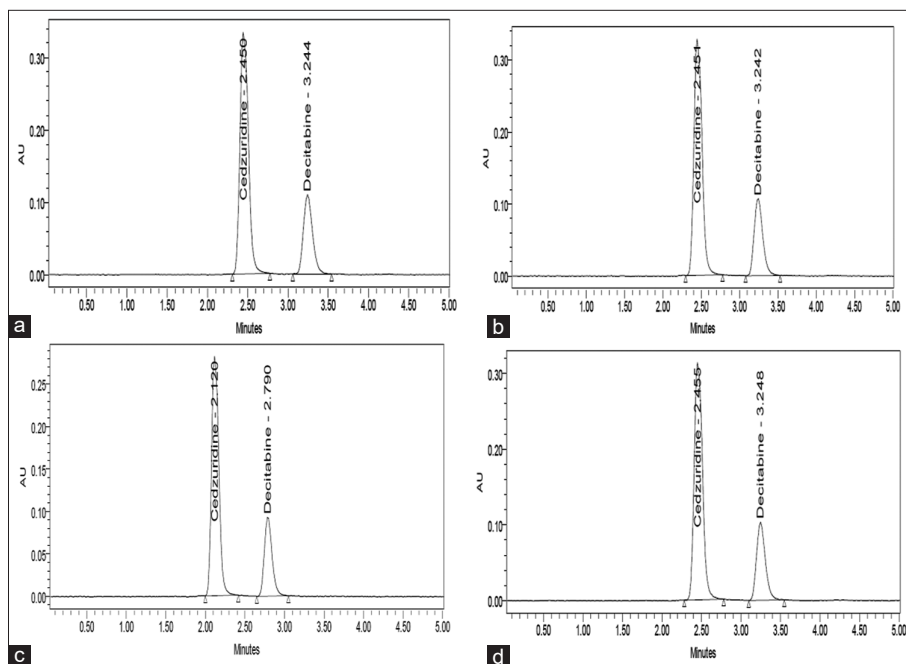 Cedzuridine - 2.450
Decitabine - 3.244
0.30
0.20
0.10
0.00
AU
0.50 1.00 1.50 2.00 2.50 3.00 3.50 4.00 4.50 5.00
Minutes
a
Cedzuridine - 2.451
Decitabine - 3.242
0.30
0.20
0.10
0.00
AU
0.50 1.00 1.50 2.00 2.50 3.00 3.50 4.00 4.50 5.00
Minutes
b
Cedzuridine - 2.120
Decitabine - 2.790
0.25
0.20
0.15
0.10
0.05
0.00
AU
0.50 1.00 1.50 2.00 2.50 3.00 3.50 4.00 4.50 5.00
Minutes
c
Cedzuridine - 2.455
Decitabine - 3.248
0.30
0.20
0.10
0.00
AU
0.50 1.00 1.50 2.00 2.50 3.00 3.50 4.00 4.50 5.00
Minutes
d